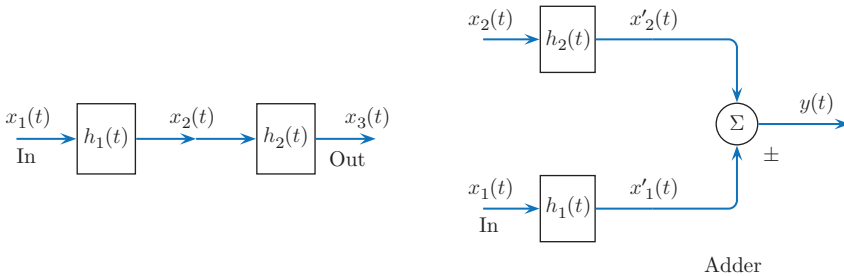 x₁(t) h₁(t) x₂(t) h₂(t) x₃(t)
In Out
x₂(t) h₂(t) x'₂(t)
Σ y(t)
±
x₁(t) h₁(t) x'₁(t)
In
Adder